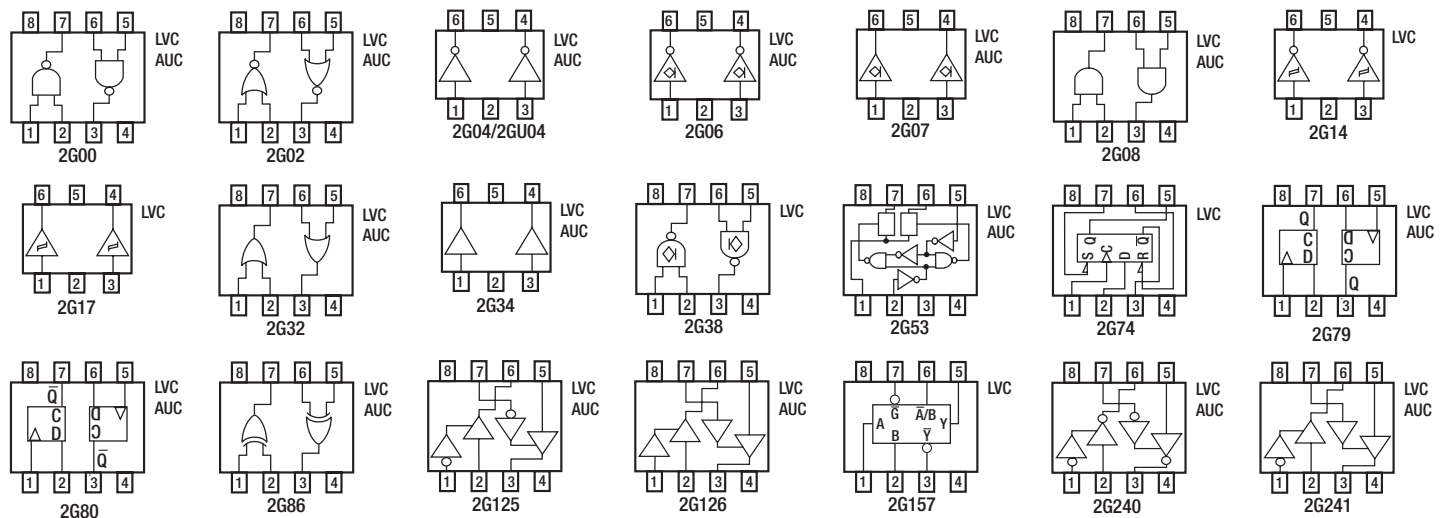 8 7 6 5 LVC
AUC
1 2 3 4
2G00
8 7 6 5 LVC
AUC
1 2 3 4
2G02
6 5 4 LVC
AUC
1 2 3
2G04/2GU04
6 5 4 LVC
AUC
1 2 3
2G06
6 5 4 LVC
AUC
1 2 3
2G07
8 7 6 5 LVC
AUC
1 2 3 4
2G08
6 5 4 LVC
1 2 3
2G14
6 5 4 LVC
1 2 3
2G17
8 7 6 5 LVC
AUC
1 2 3 4
2G32
6 5 4 LVC
AUC
1 2 3
2G34
8 7 6 5 LVC
1 2 3 4
2G38
8 7 6 5 LVC
AUC
1 2 3 4
2G53
8 7 6 5 LVC
Q Q̅
S C D R
1 2 3 4
2G74
8 7 6 5 LVC
AUC
Q
C D
D C
Q
1 2 3 4
2G79
8 7 6 5 LVC
AUC
Q̅
C D
D C
Q̅
1 2 3 4
2G80
8 7 6 5 LVC
AUC
1 2 3 4
2G86
8 7 6 5 LVC
AUC
1 2 3 4
2G125
8 7 6 5 LVC
AUC
1 2 3 4
2G126
8 7 6 5 LVC
G̅ A̅/B
A Y
B Y̅
1 2 3 4
2G157
8 7 6 5 LVC
AUC
1 2 3 4
2G240
8 7 6 5 LVC
AUC
1 2 3 4
2G241